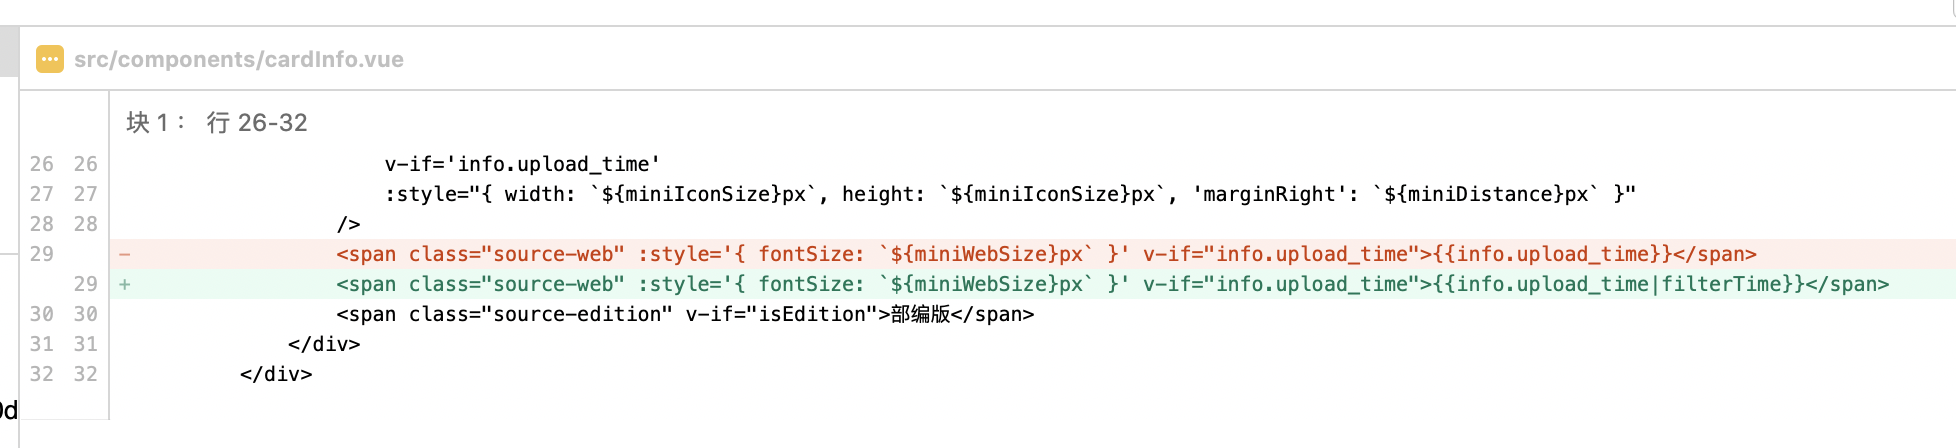 src/components/cardInfo.vue
块 1： 行 26-32
26 26 v-if='info.upload_time'
27 27 :style="{ width: `${miniIconSize}px`, height: `${miniIconSize}px`, 'marginRight': `${miniDistance}px` }"
28 28 />
29 - <span class="source-web" :style='{ fontSize: `${miniWebSize}px` }' v-if="info.upload_time">{{info.upload_time}}</span>
29 + <span class="source-web" :style='{ fontSize: `${miniWebSize}px` }' v-if="info.upload_time">{{info.upload_time|filterTime}}</span>
30 30 <span class="source-edition" v-if="isEdition">部编版</span>
31 31 </div>
32 32 </div>